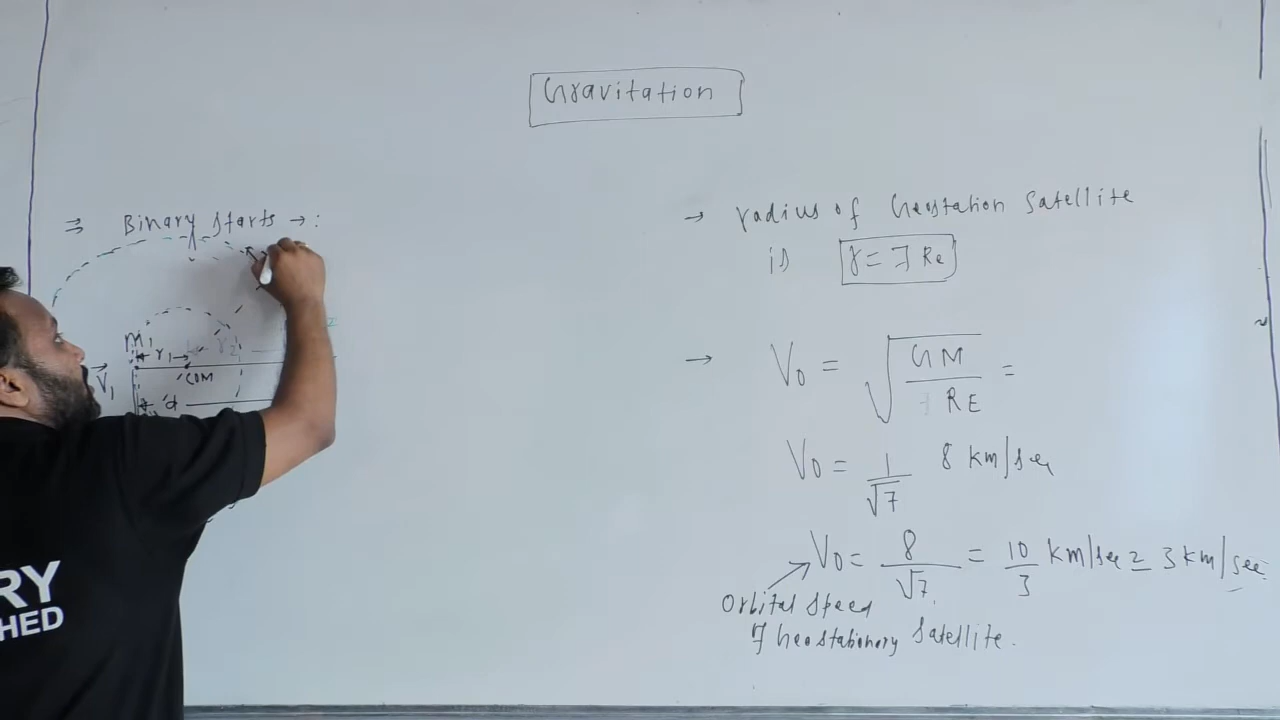 Gravitation
⇒ Binary Starts →:
m1
r1
r2
V1
COM
d
→ radius of Geostation Satellite
is r = 7 Re
→ V0 = √(GM / 7 RE) =
V0 = 1/√7 8 km/sec
V0 = 8/√7 = 10/3 km/sec ≃ 3 km/sec.
Orbital Speed
of Geostationary Satellite.
RY
HED